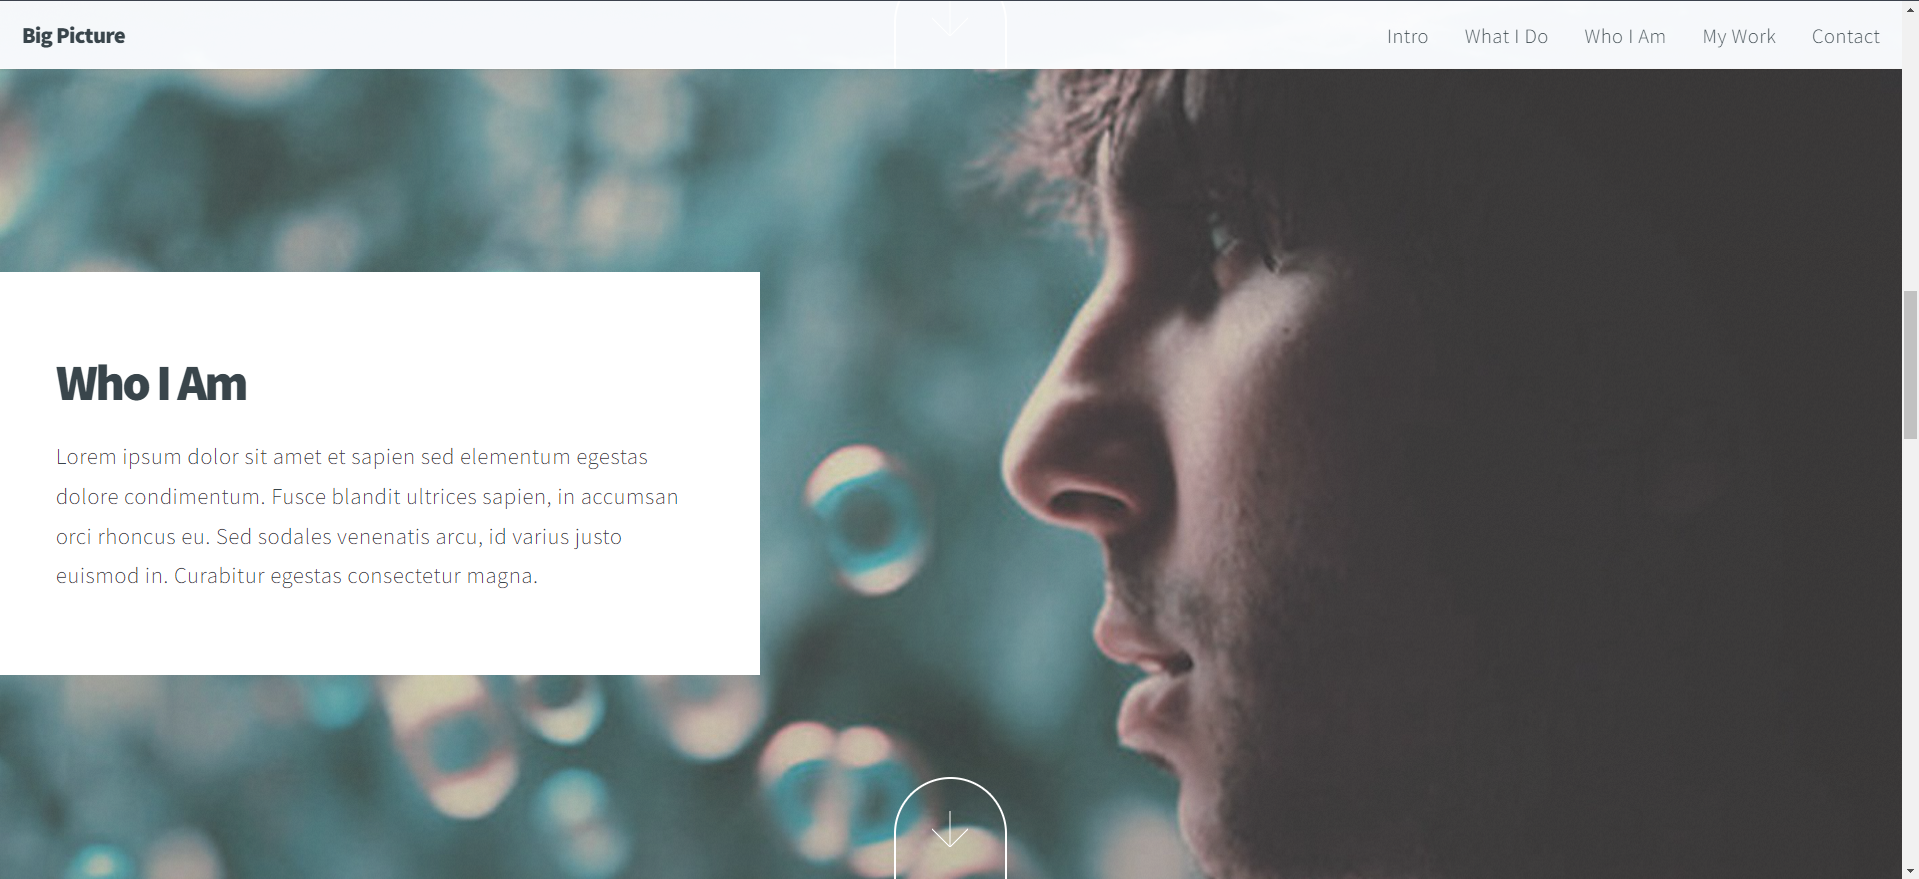 Big Picture
Intro
What I Do
Who I Am
My Work
Contact
Who I Am
Lorem ipsum dolor sit amet et sapien sed elementum egestas
dolore condimentum. Fusce blandit ultrices sapien, in accumsan
orci rhoncus eu. Sed sodales venenatis arcu, id varius justo
euismod in. Curabitur egestas consectetur magna.